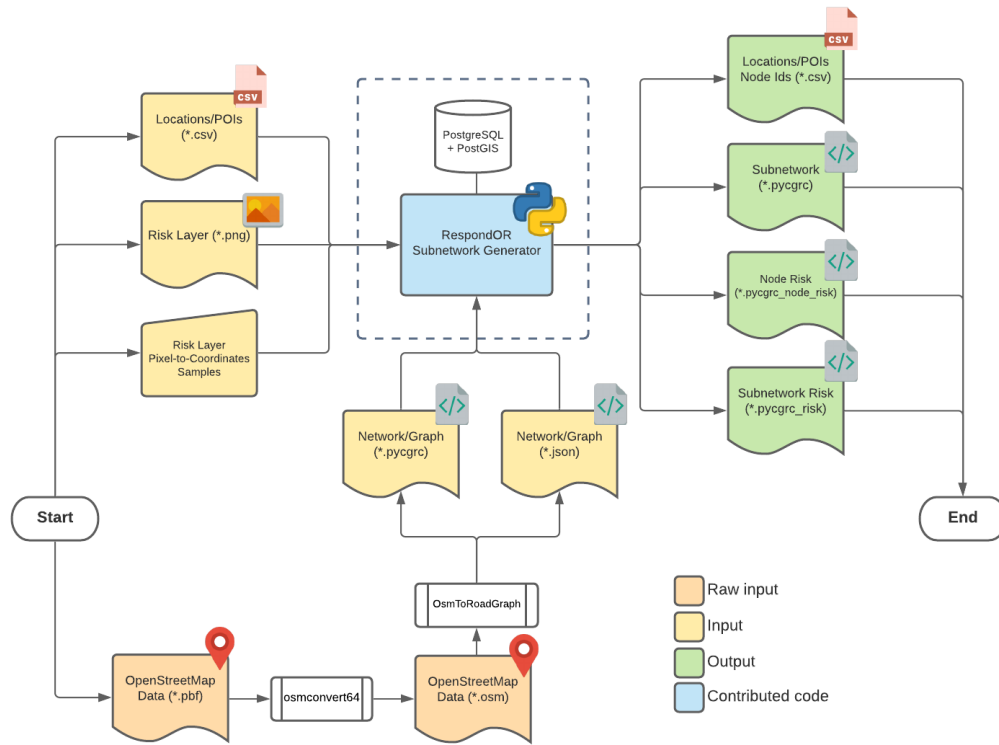 csv
Locations/POIs
(*.csv)
Risk Layer (*.png)
Risk Layer
Pixel-to-Coordinates
Samples
PostgreSQL
+ PostGIS
RespondOR
Subnetwork Generator
csv
Locations/POIs
Node Ids (*.csv)
</>
Subnetwork
(*.pycgrc)
</>
Node Risk
(*.pycgrc_node_risk)
</>
Subnetwork Risk
(*.pycgrc_risk)
</>
Network/Graph
(*.pycgrc)
</>
Network/Graph
(*.json)
Start
End
OsmToRoadGraph
OpenStreetMap
Data (*.pbf)
osmconvert64
OpenStreetMap
Data (*.osm)
Raw input
Input
Output
Contributed code